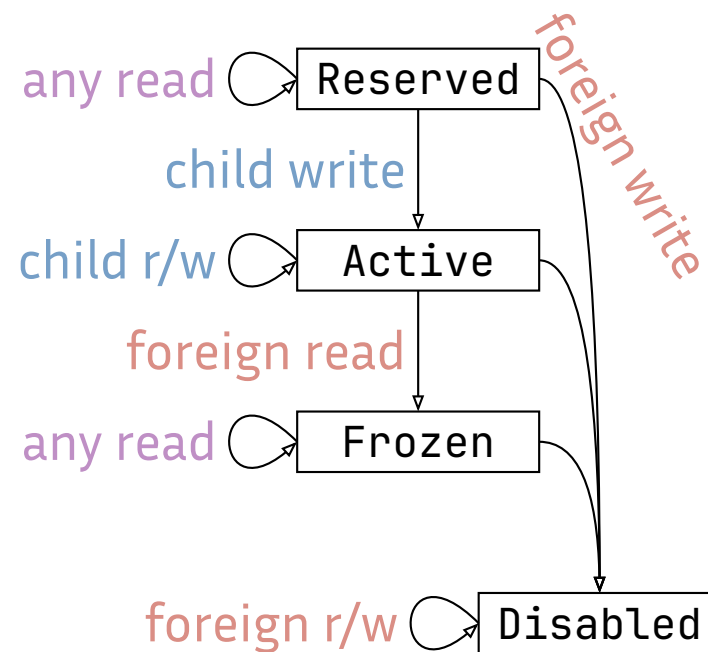 any read
Reserved
foreign write
child write
child r/w
Active
foreign read
any read
Frozen
foreign r/w
Disabled